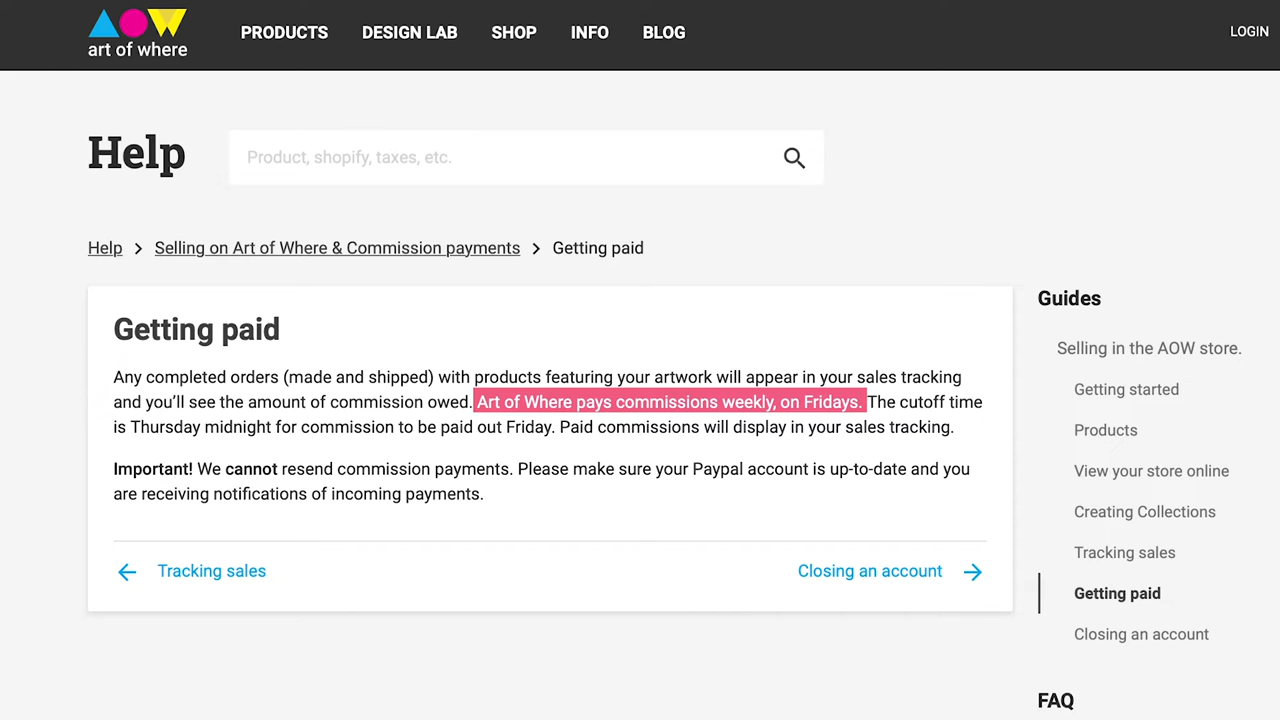 AOW
art of where
PRODUCTS
DESIGN LAB
SHOP
INFO
BLOG
LOGIN
Help
Product, shopify, taxes, etc.
Help > Selling on Art of Where & Commission payments > Getting paid
Getting paid
Any completed orders (made and shipped) with products featuring your artwork will appear in your sales tracking
and you’ll see the amount of commission owed. Art of Where pays commissions weekly, on Fridays. The cutoff time
is Thursday midnight for commission to be paid out Friday. Paid commissions will display in your sales tracking.
Important! We cannot resend commission payments. Please make sure your Paypal account is up-to-date and you
are receiving notifications of incoming payments.
Tracking sales
Closing an account
Guides
Selling in the AOW store.
Getting started
Products
View your store online
Creating Collections
Tracking sales
Getting paid
Closing an account
FAQ